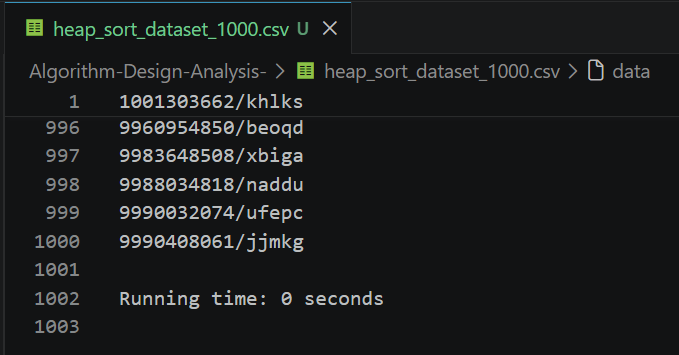 heap_sort_dataset_1000.csv U
Algorithm-Design-Analysis- > heap_sort_dataset_1000.csv > data
1 1001303662/khlks
996 9960954850/beoqd
997 9983648508/xbiga
998 9988034818/naddu
999 9990032074/ufepc
1000 9990408061/jjmkg
1001
1002 Running time: 0 seconds
1003